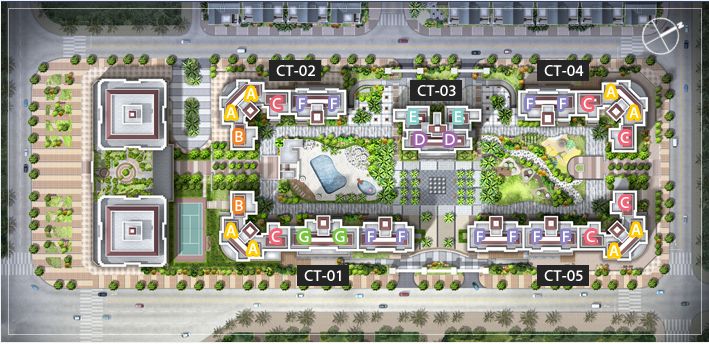 CT-02
CT-03
CT-04
A A C F F
B
E E
D D
F F C A A
C
B
A A C G G F F
C
F F F F C A A
CT-01
CT-05